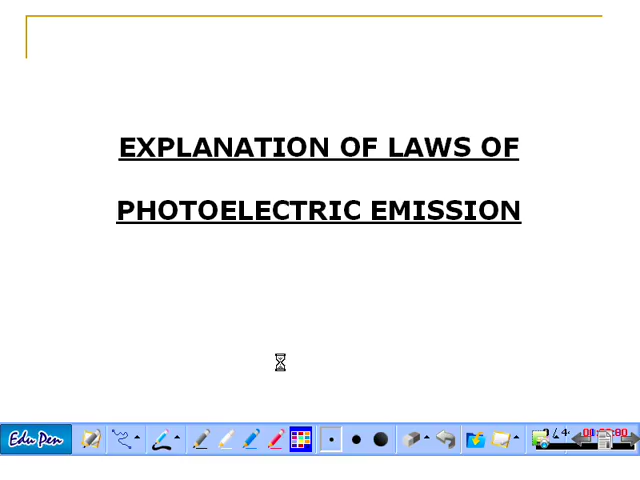 EXPLANATION OF LAWS OF
PHOTOELECTRIC EMISSION
Edu Pen